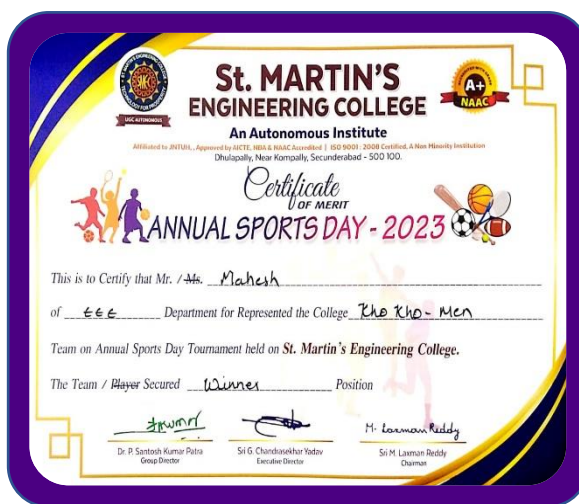 St. MARTIN'S
ENGINEERING COLLEGE
UGC AUTONOMOUS
A+
NAAC
An Autonomous Institute
Affiliated to JNTUH, , Approved by AICTE, NBA & NAAC Accredited | ISO 9001 : 2008 Certified, A Non Minority Institution
Dhulapally, Near Kompally, Secunderabad - 500 100.
Certificate
OF MERIT
ANNUAL SPORTS DAY - 2023
This is to Certify that Mr. / Ms. Mahesh
of EEE Department for Represented the College Kho Kho - Men
Team on Annual Sports Day Tournament held on St. Martin's Engineering College.
The Team / Player Secured Winner Position
M. Laxman Reddy
Dr. P. Santosh Kumar Patra Sri G. Chandrasekhar Yadav Sri M. Laxman Reddy
Group Director Executive Director Chairman